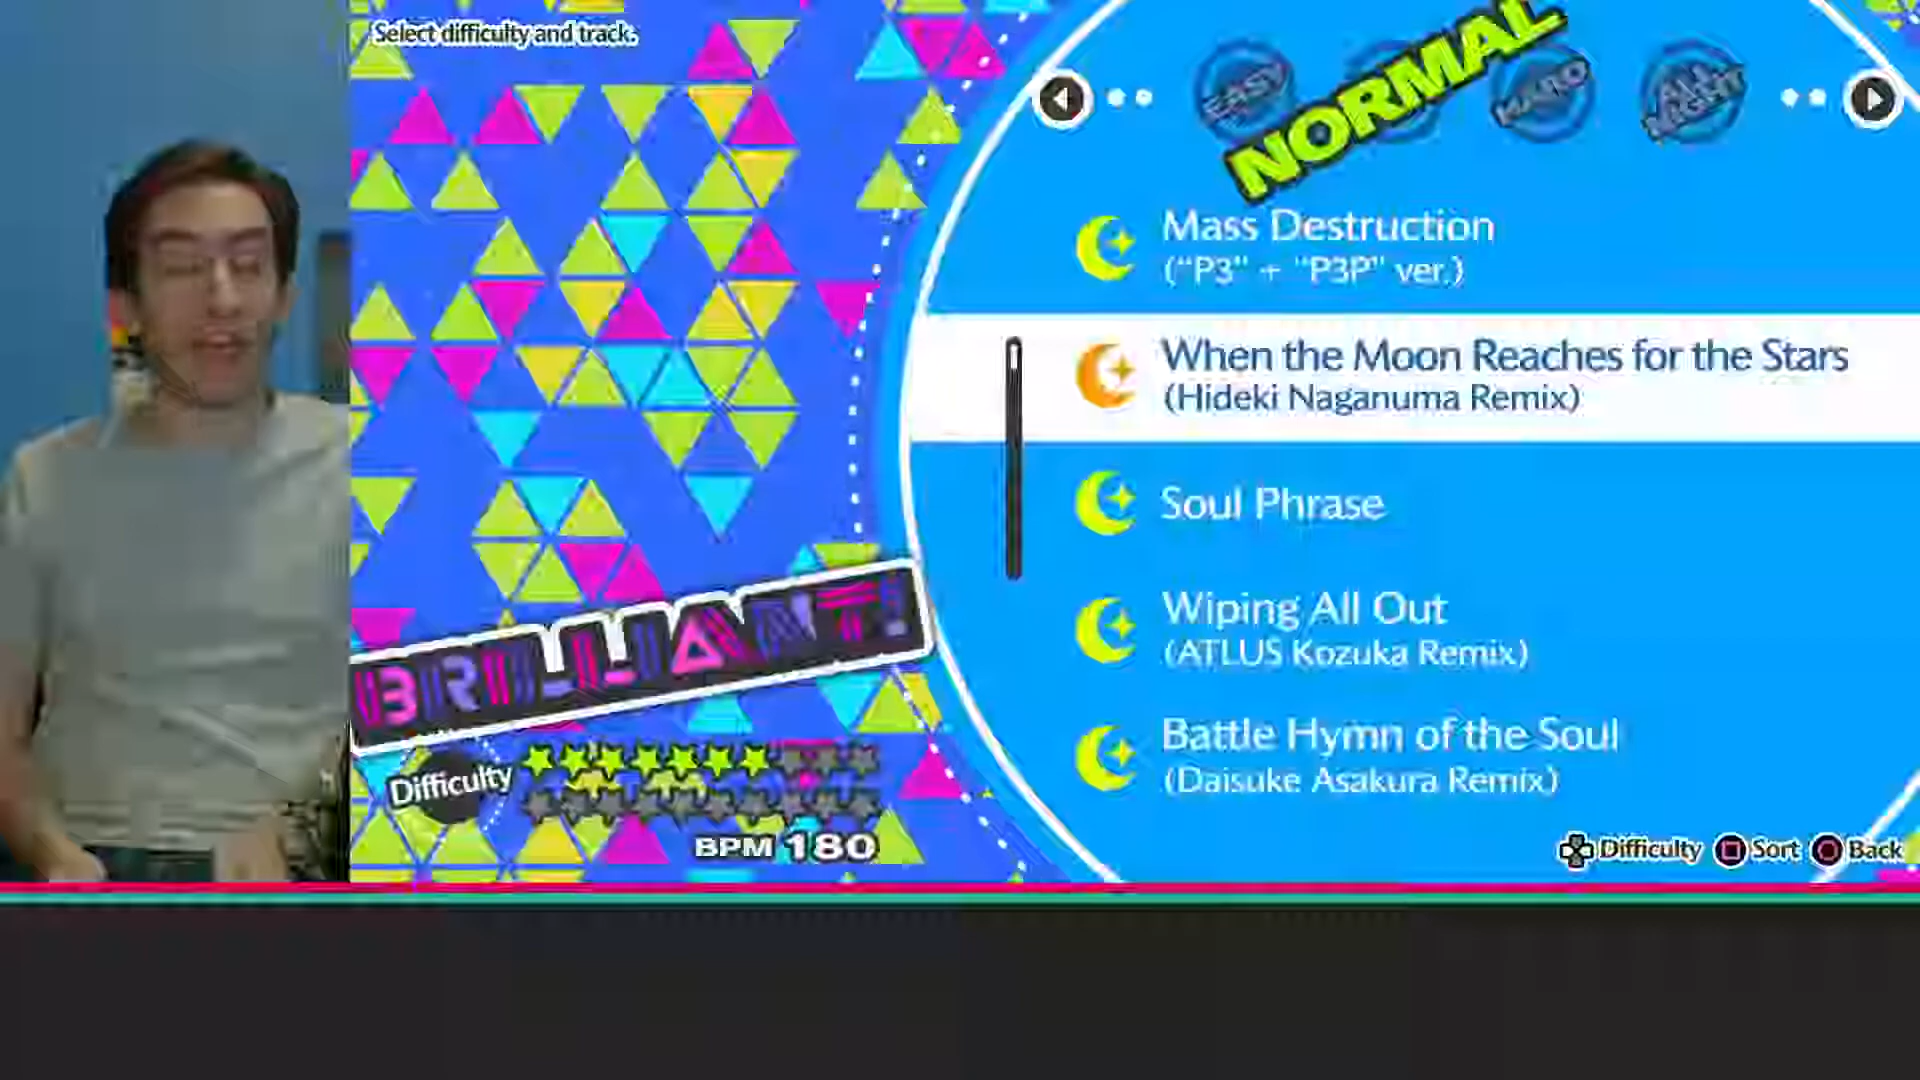 Select difficulty and track.
EASY
NORMAL
HARD
ALL NIGHT
Mass Destruction
("P3" + "P3P" ver.)
When the Moon Reaches for the Stars
(Hideki Naganuma Remix)
Soul Phrase
Wiping All Out
(ATLUS Kozuka Remix)
Battle Hymn of the Soul
(Daisuke Asakura Remix)
BRILLIANT!
Difficulty
BPM 180
Difficulty Sort Back